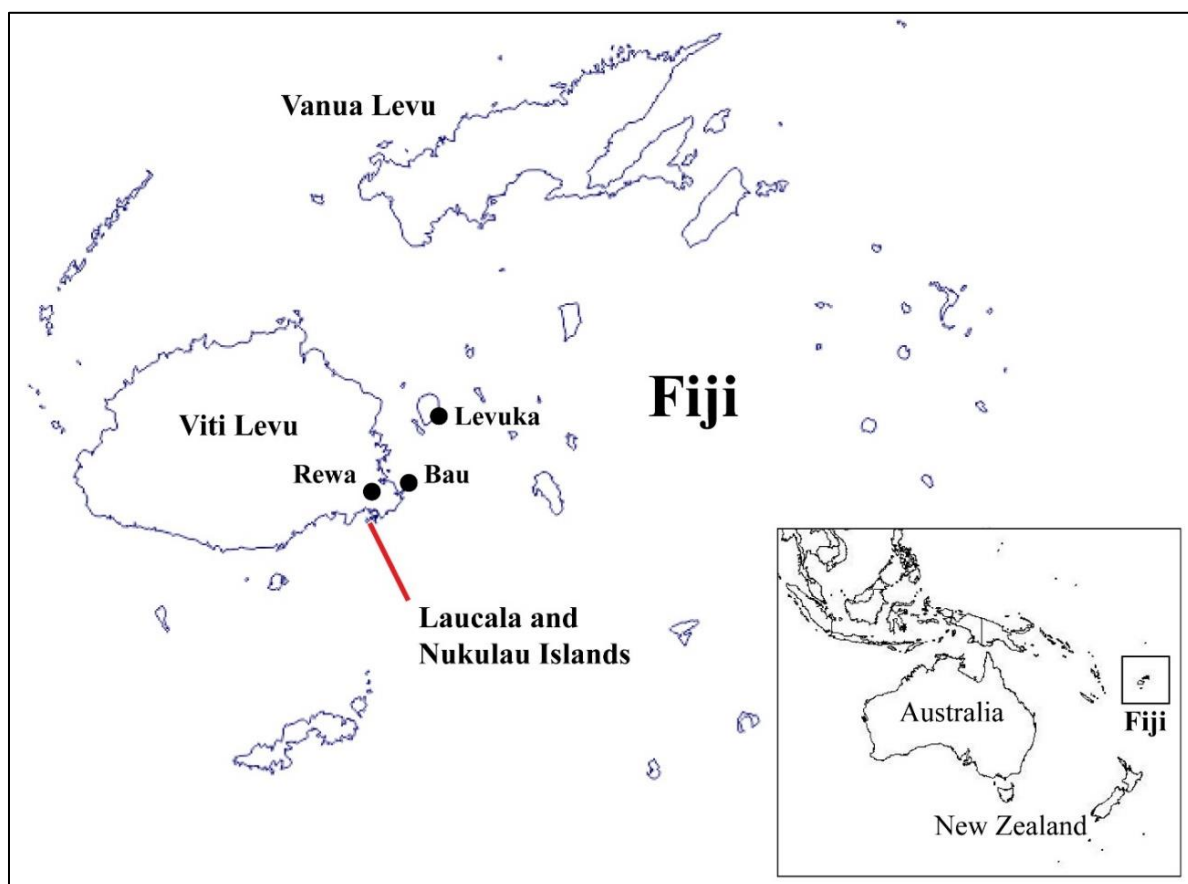 Vanua Levu
Fiji
Levuka
Viti Levu
Rewa
Bau
Laucala and
Nukulau Islands
Australia
Fiji
New Zealand